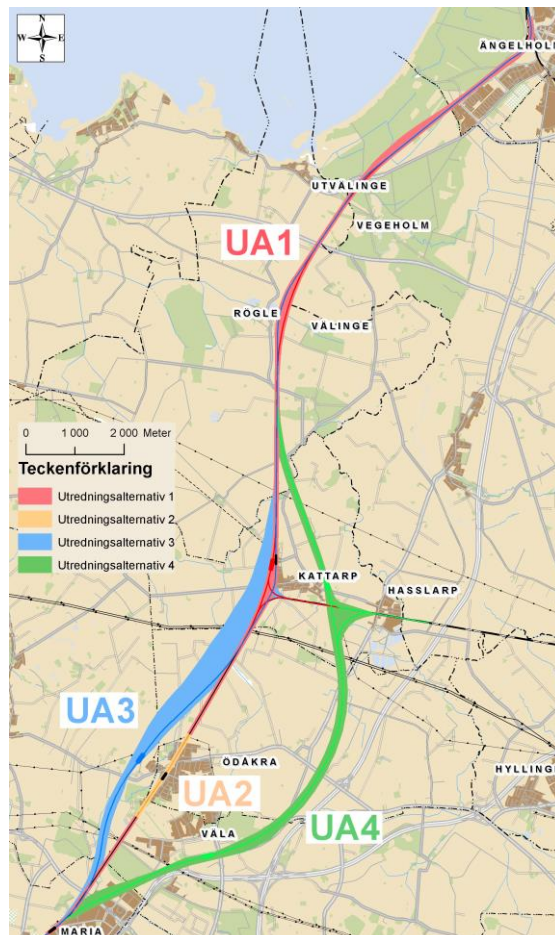 N
W E
S
ÄNGELHOLM
UTVÄLINGE
VEGEHOLM
UA1
RÖGLE
VÄLINGE
0 1 000 2 000 Meter
Teckenförklaring
Utredningsalternativ 1
Utredningsalternativ 2
Utredningsalternativ 3
Utredningsalternativ 4
KATTARP
HASSLARP
UA3
ÖDÅKRA
UA2
HYLLINGE
UA4
VÄLA
MARIA